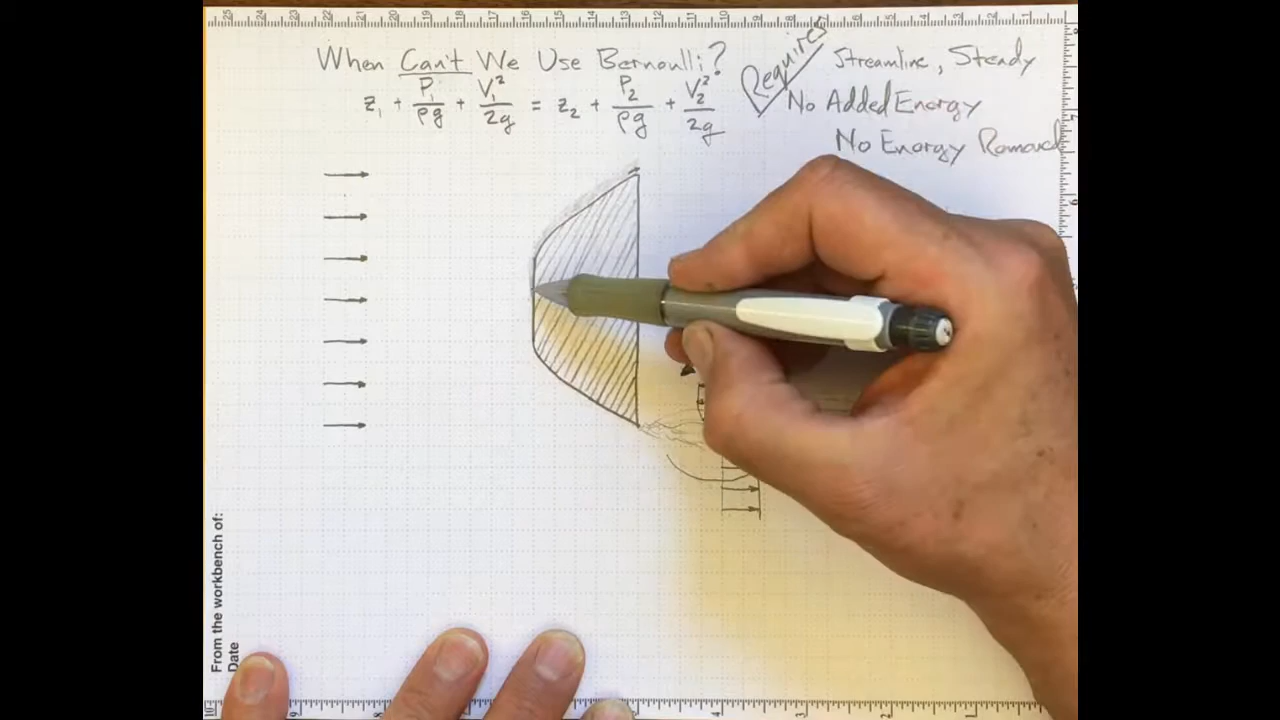 When Can't We Use Bernoulli?
z₁ + P₁/ρg + V₁²/2g = z₂ + P₂/ρg + V₂²/2g
Requires
Streamline, Steady
No Added Energy
No Energy Removed
From the workbench of:
Date